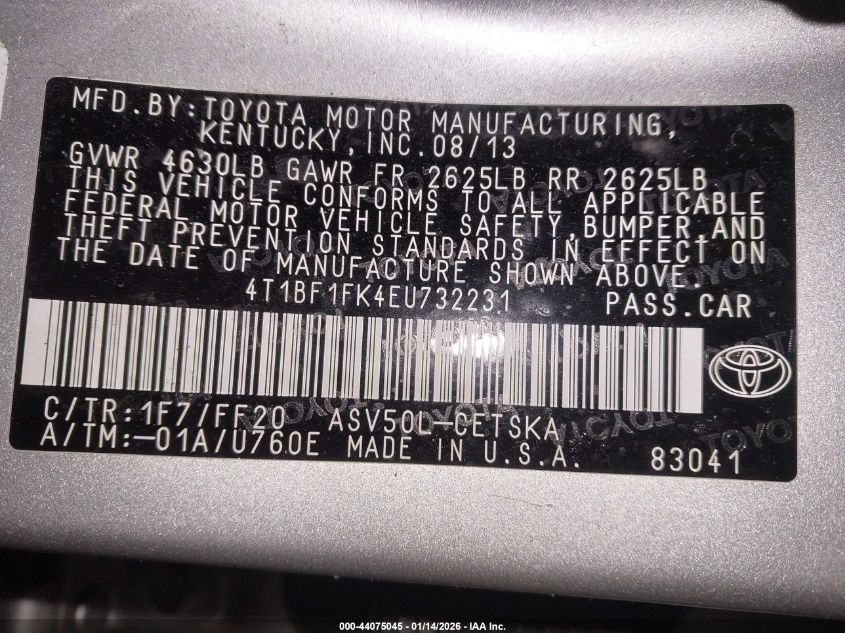 MFD.BY:TOYOTA MOTOR MANUFACTURING,
KENTUCKY,INC.08/13
GVWR 4630LB GAWR FR 2625LB RR 2625LB
THIS VEHICLE CONFORMS TO ALL APPLICABLE
FEDERAL MOTOR VEHICLE SAFETY,BUMPER,AND
THEFT PREVENTION STANDARDS IN EFFECT ON
THE DATE OF MANUFACTURE SHOWN ABOVE.
4T1BF1FK4EU732231 PASS.CAR
C/TR:1F7/FF20 ASV50L-CETSKA
A/TM:-01A/U760E MADE IN U.S.A. 83041
000-44075045 - 01/14/2026 - IAA Inc.